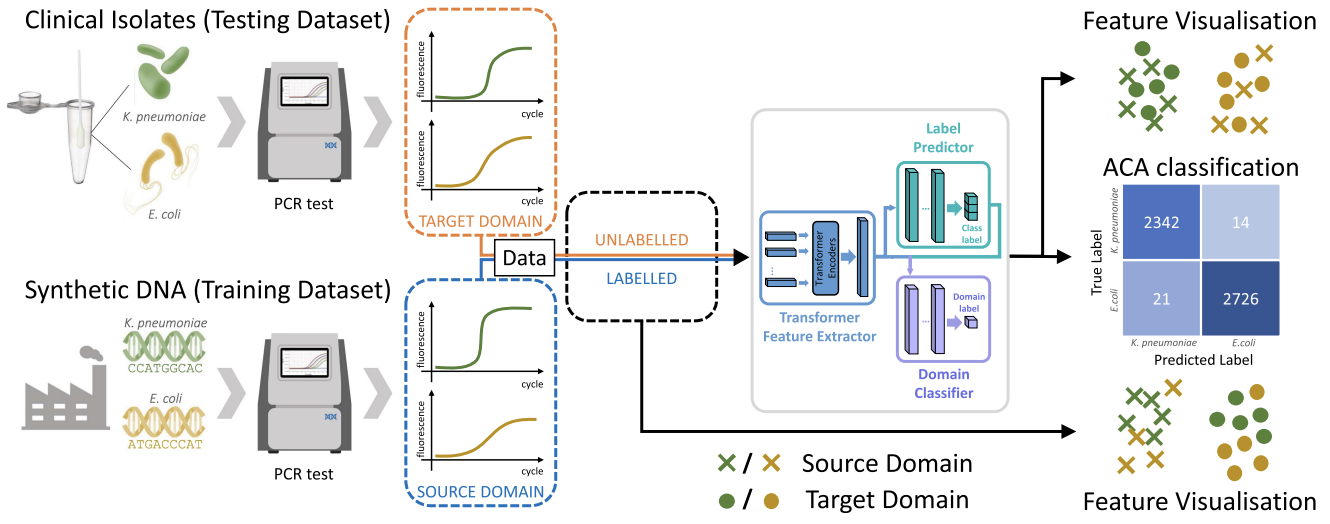 Clinical Isolates (Testing Dataset)
K. pneumoniae
E. coli
PCR test
fluorescence
cycle
fluorescence
cycle
TARGET DOMAIN
Synthetic DNA (Training Dataset)
K. pneumoniae
CCATGGCAC
E. coli
ATGACCCAT
PCR test
fluorescence
cycle
fluorescence
cycle
SOURCE DOMAIN
Data
UNLABELLED
LABELLED
Transformer
Encoders
Transformer
Feature Extractor
Label
Predictor
Class
label
Domain
label
Domain
Classifier
Feature Visualisation
ACA classification
True Label
K. pneumoniae
E.coli
2342
14
21
2726
K. pneumoniae
E.coli
Predicted Label
/ Source Domain
/ Target Domain
Feature Visualisation